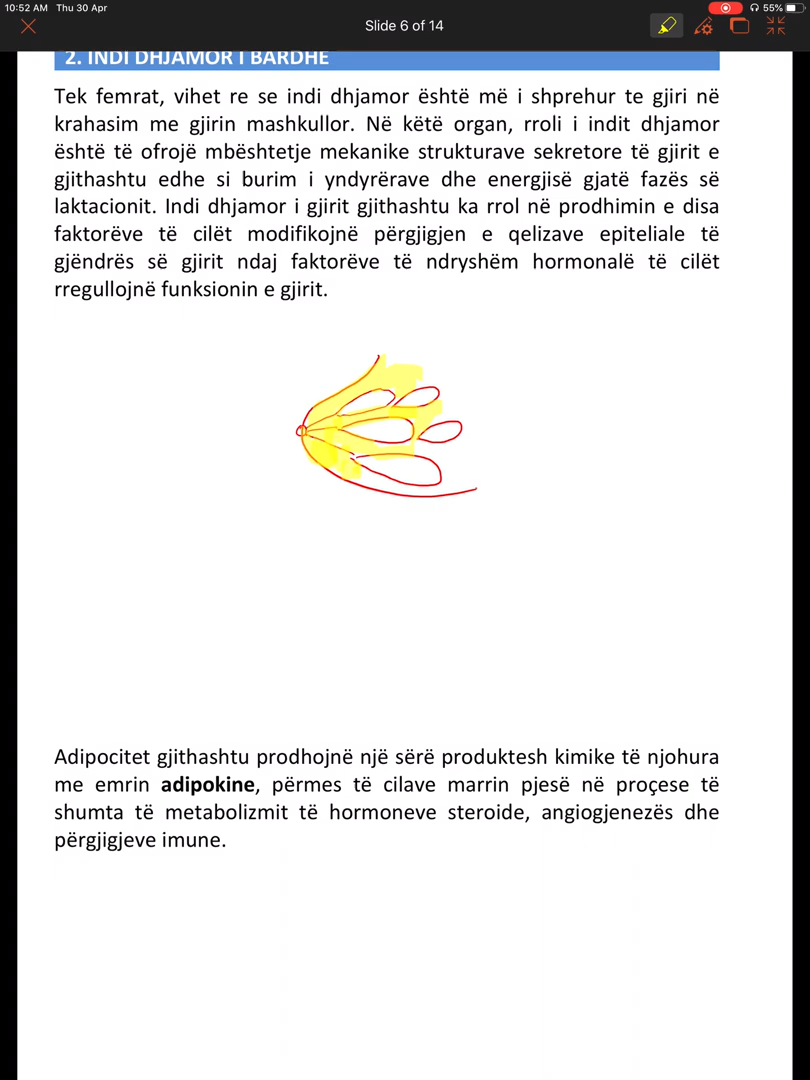 10:52 AM Thu 30 Apr
55%
Slide 6 of 14
2. INDI DHJAMOR I BARDHË
Tek femrat, vihet re se indi dhjamor është më i shprehur te gjiri në
krahasim me gjirin mashkullor. Në këtë organ, rroli i indit dhjamor
është të ofrojë mbështetje mekanike strukturave sekretore të gjirit e
gjithashtu edhe si burim i yndyrërave dhe energjisë gjatë fazës së
laktacionit. Indi dhjamor i gjirit gjithashtu ka rrol në prodhimin e disa
faktorëve të cilët modifikojnë përgjigjen e qelizave epiteliale të
gjëndrës së gjirit ndaj faktorëve të ndryshëm hormonalë të cilët
rregullojnë funksionin e gjirit.
Adipocitet gjithashtu prodhojnë një sërë produktesh kimike të njohura
me emrin adipokine, përmes të cilave marrin pjesë në proçese të
shumta të metabolizmit të hormoneve steroide, angiogjenezës dhe
përgjigjeve imune.